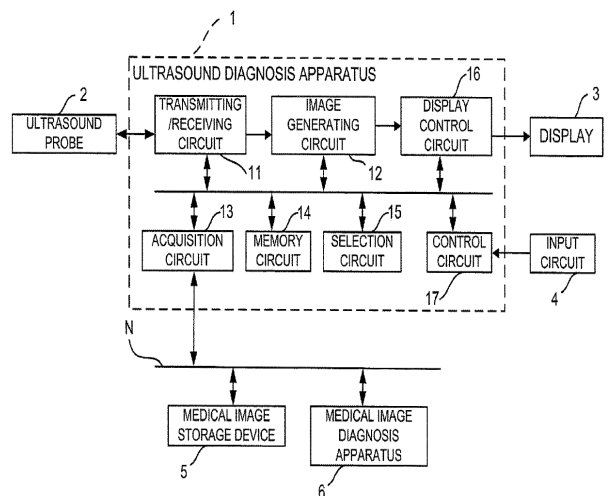 1
ULTRASOUND DIAGNOSIS APPARATUS
16
2
3
ULTRASOUND
PROBE
TRANSMITTING
/RECEIVING
CIRCUIT
IMAGE
GENERATING
CIRCUIT
DISPLAY
CONTROL
CIRCUIT
DISPLAY
11
12
13
14
15
ACQUISITION
CIRCUIT
MEMORY
CIRCUIT
SELECTION
CIRCUIT
CONTROL
CIRCUIT
INPUT
CIRCUIT
17
4
N
MEDICAL IMAGE
STORAGE DEVICE
MEDICAL IMAGE
DIAGNOSIS
APPARATUS
5
6